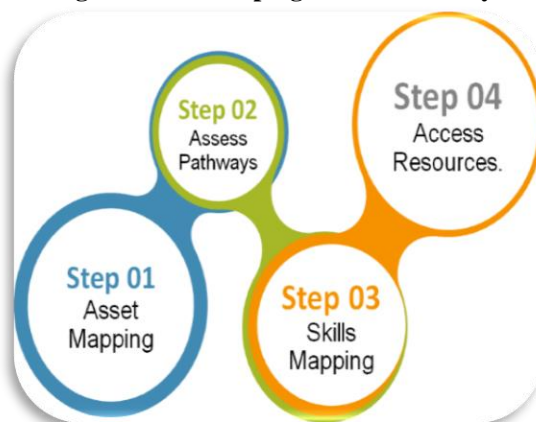 Step 01
Asset
Mapping
Step 02
Assess
Pathways
Step 03
Skills
Mapping
Step 04
Access
Resources.